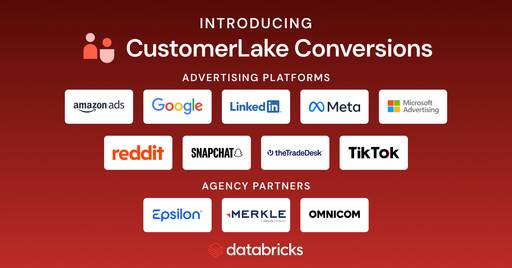 INTRODUCING
CustomerLake Conversions
ADVERTISING PLATFORMS
amazon ads Google LinkedIn Meta Microsoft Advertising
reddit SNAPCHAT theTradeDesk TikTok
AGENCY PARTNERS
Epsilon MERKLE OMNICOM
databricks